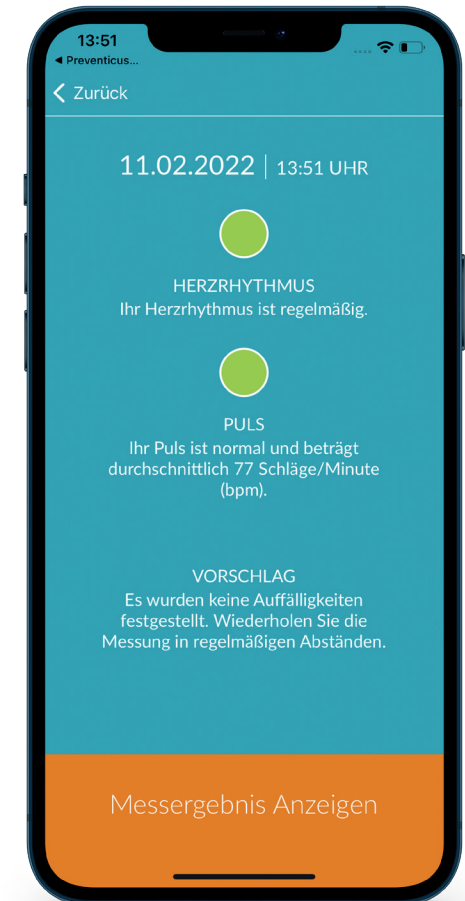 13:51
◀ Preventicus...
Zurück
11.02.2022 | 13:51 UHR
HERZRHYTHMUS
Ihr Herzrhythmus ist regelmäßig.
PULS
Ihr Puls ist normal und beträgt
durchschnittlich 77 Schläge/Minute
(bpm).
VORSCHLAG
Es wurden keine Auffälligkeiten
festgestellt. Wiederholen Sie die
Messung in regelmäßigen Abständen.
Messergebnis Anzeigen